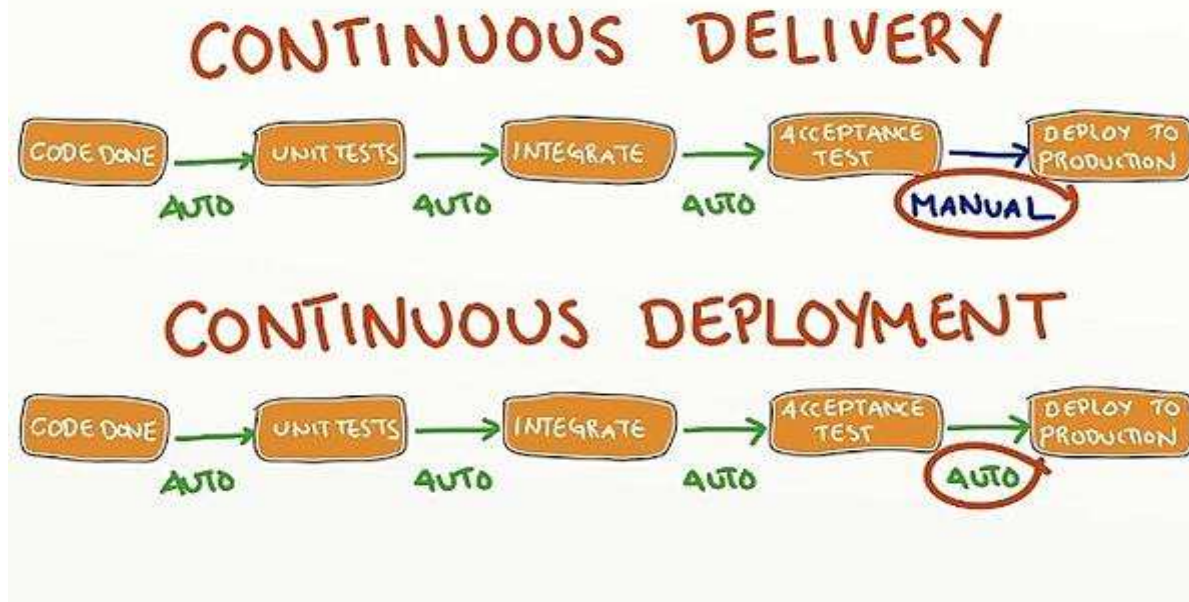 CONTINUOUS DELIVERY
CODE DONE
AUTO
UNIT TESTS
AUTO
INTEGRATE
AUTO
ACCEPTANCE
TEST
MANUAL
DEPLOY TO
PRODUCTION
CONTINUOUS DEPLOYMENT
CODE DONE
AUTO
UNIT TESTS
AUTO
INTEGRATE
AUTO
ACCEPTANCE
TEST
AUTO
DEPLOY TO
PRODUCTION